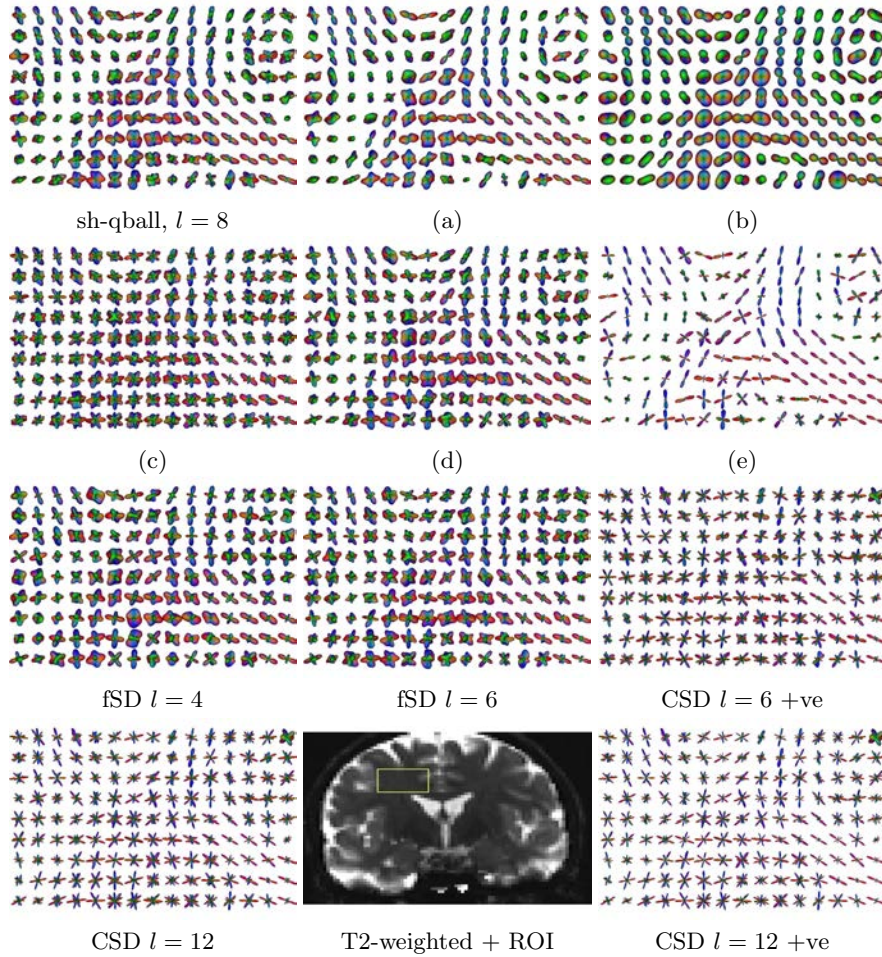 sh-qball, l = 8
(a)
(b)
(c)
(d)
(e)
fSD l = 4
fSD l = 6
CSD l = 6 +ve
CSD l = 12
T2-weighted + ROI
CSD l = 12 +ve